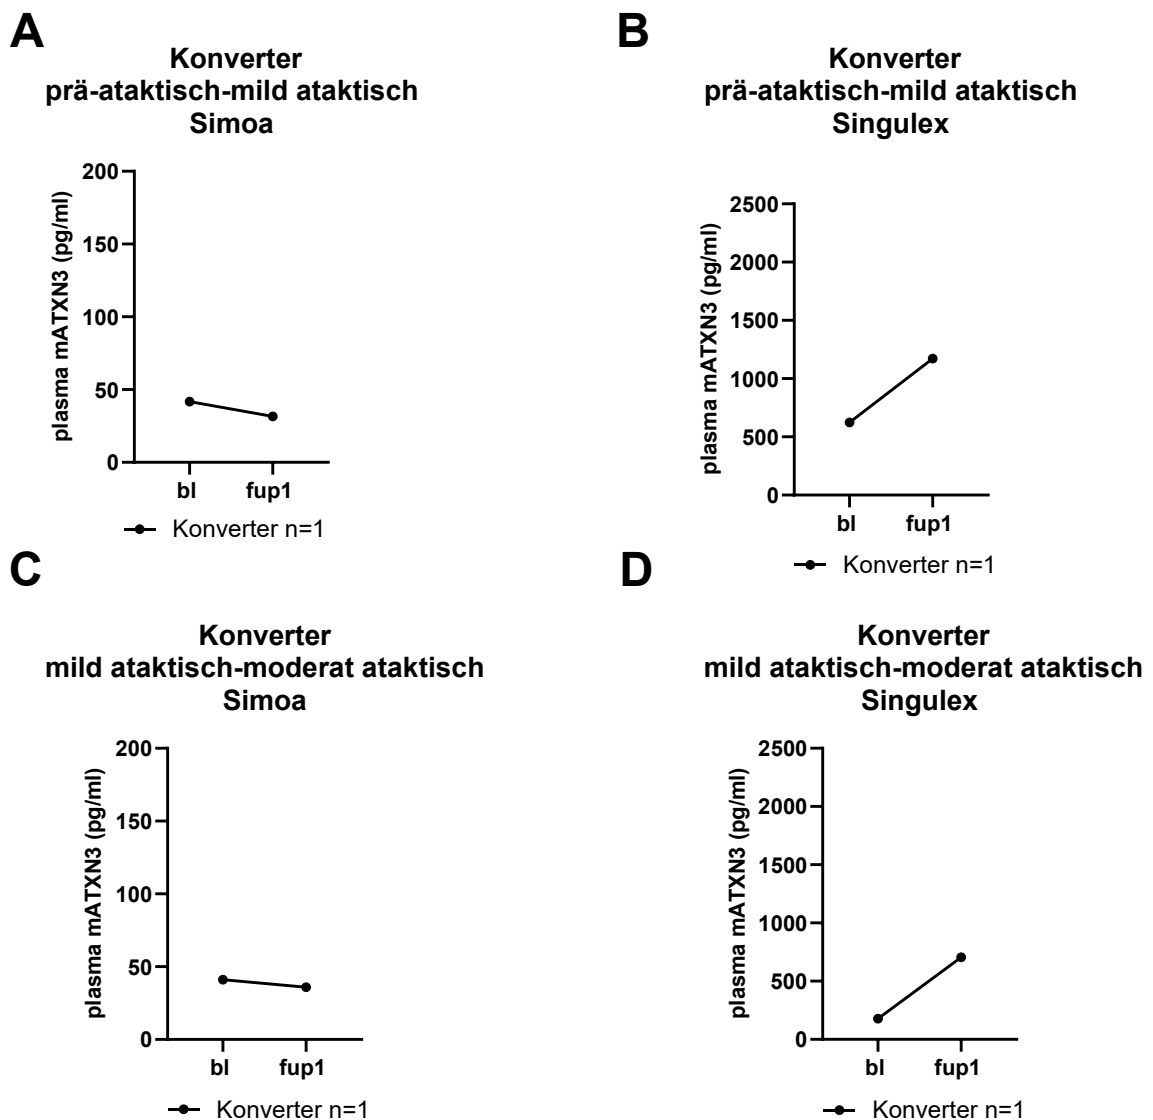 A
Konverter
prä-ataktisch-mild ataktisch
Simoa
plasma mATXN3 (pg/ml)
200
150
100
50
0
bl
fup1
Konverter n=1
B
Konverter
prä-ataktisch-mild ataktisch
Singulex
plasma mATXN3 (pg/ml)
2500
2000
1500
1000
500
0
bl
fup1
Konverter n=1
C
Konverter
mild ataktisch-moderat ataktisch
Simoa
plasma mATXN3 (pg/ml)
200
150
100
50
0
bl
fup1
Konverter n=1
D
Konverter
mild ataktisch-moderat ataktisch
Singulex
plasma mATXN3 (pg/ml)
2500
2000
1500
1000
500
0
bl
fup1
Konverter n=1